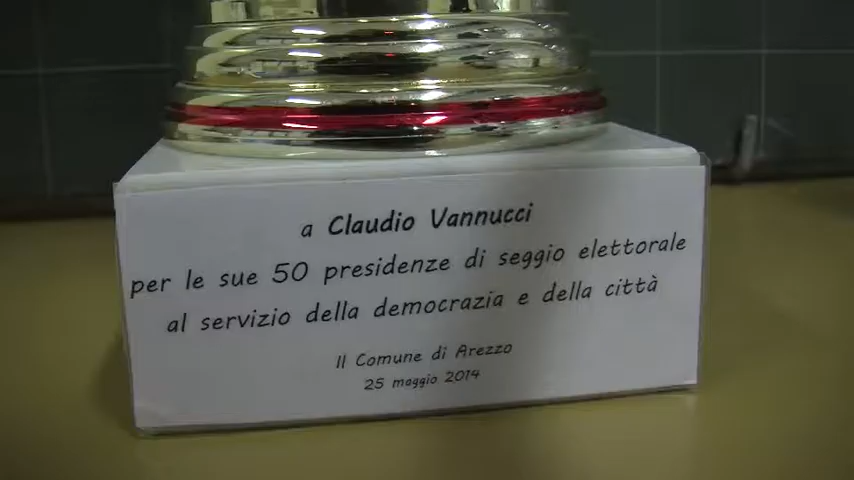 a Claudio Vannucci
per le sue 50 presidenze di seggio elettorale
al servizio della democrazia e della città
Il Comune di Arezzo
25 maggio 2014